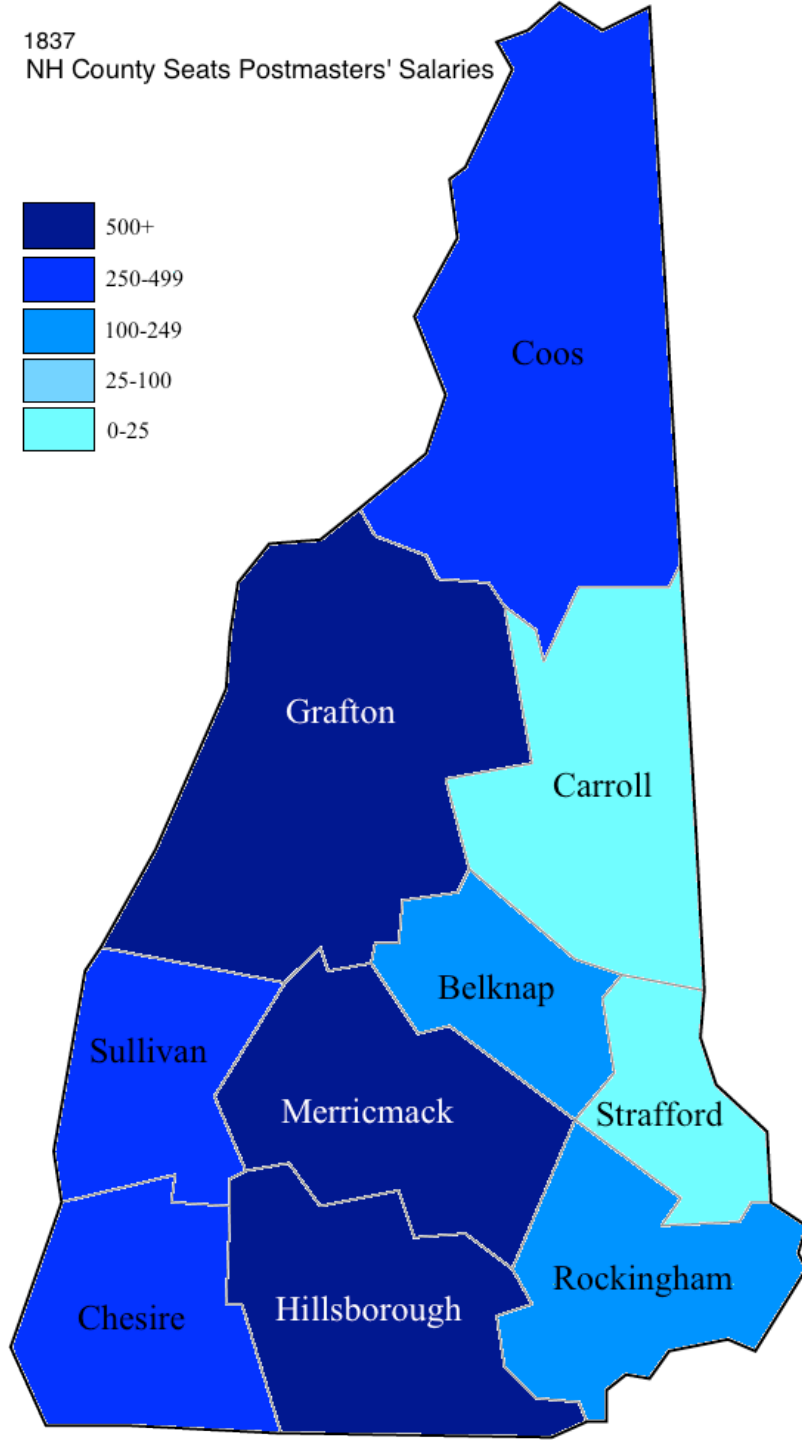 1837
NH County Seats Postmasters' Salaries
500+
250-499
100-249
25-100
0-25
Coos
Grafton
Carroll
Belknap
Sullivan
Merricmack
Strafford
Rockingham
Hillsborough
Chesire